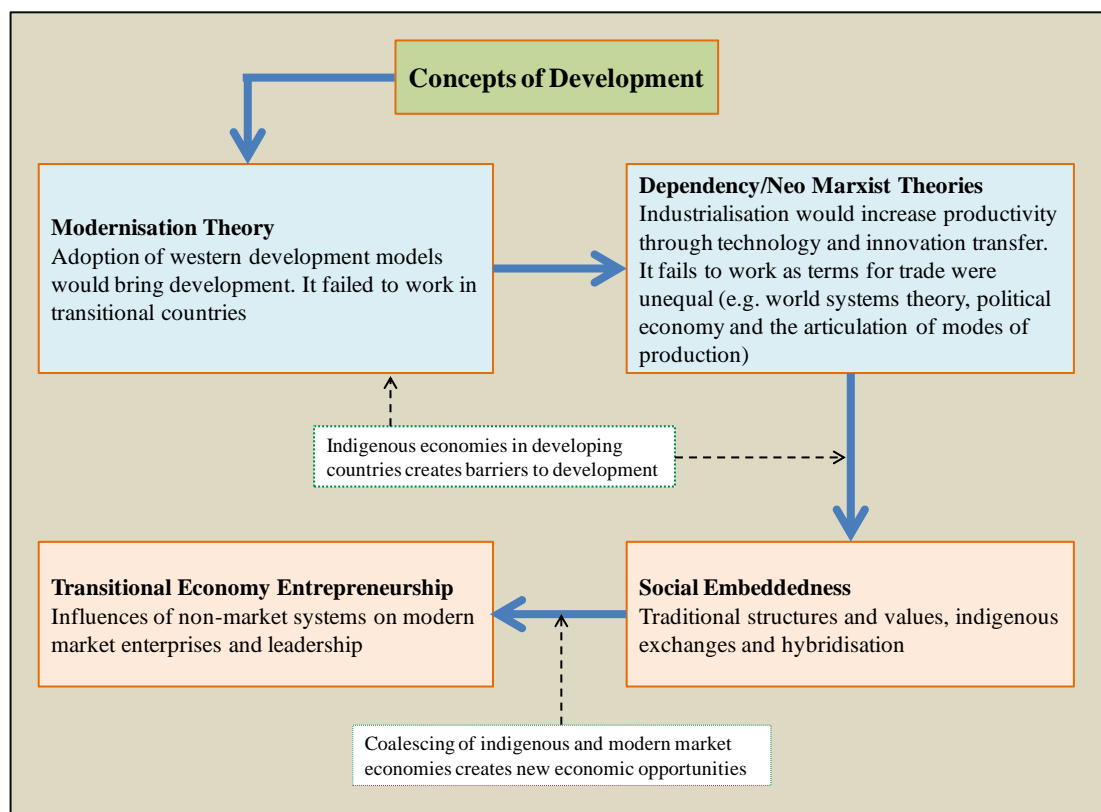 Concepts of Development
Modernisation Theory
Adoption of western development models
would bring development. It failed to work in
transitional countries
Dependency/Neo Marxist Theories
Industrialisation would increase productivity
through technology and innovation transfer.
It fails to work as terms for trade were
unequal (e.g. world systems theory, political
economy and the articulation of modes of
production)
Indigenous economies in developing
countries creates barriers to development
Transitional Economy Entrepreneurship
Influences of non-market systems on modern
market enterprises and leadership
Social Embeddedness
Traditional structures and values, indigenous
exchanges and hybridisation
Coalescing of indigenous and modern market
economies creates new economic opportunities